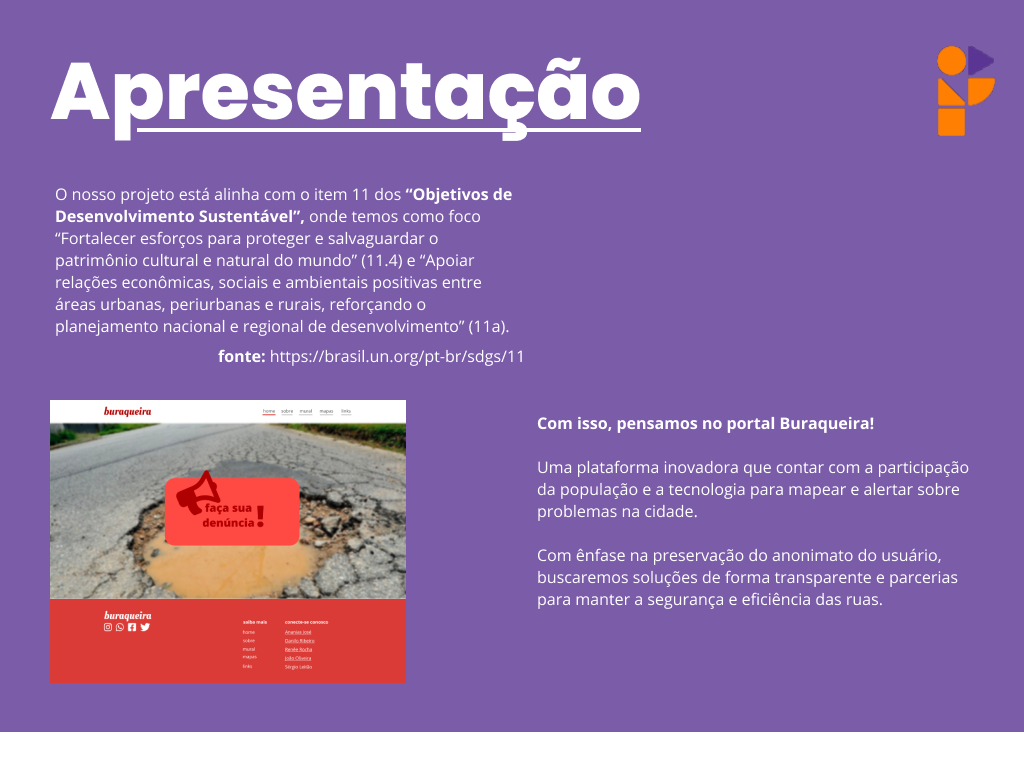 Apresentação
O nosso projeto está alinha com o item 11 dos “Objetivos de
Desenvolvimento Sustentável”, onde temos como foco
“Fortalecer esforços para proteger e salvaguardar o
patrimônio cultural e natural do mundo” (11.4) e “Apoiar
relações econômicas, sociais e ambientais positivas entre
áreas urbanas, periurbanas e rurais, reforçando o
planejamento nacional e regional de desenvolvimento” (11a).
fonte: https://brasil.un.org/pt-br/sdgs/11
buraqueira
home sobre mural mapas links
faça sua
denúncia!
buraqueira
saiba mais
home
sobre
mural
mapas
links
conecte-se conosco
Ananias José
Danilo Ribeiro
Renée Rocha
João Oliveira
Sérgio Leitão
Com isso, pensamos no portal Buraqueira!
Uma plataforma inovadora que contar com a participação
da população e a tecnologia para mapear e alertar sobre
problemas na cidade.
Com ênfase na preservação do anonimato do usuário,
buscaremos soluções de forma transparente e parcerias
para manter a segurança e eficiência das ruas.